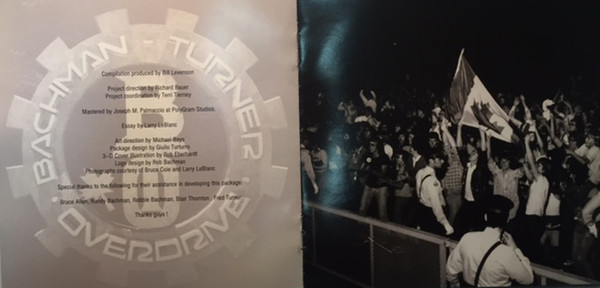 BACHMAN - TURNER
OVERDRIVE
Compilation produced by Bill Levenson
Project direction by Richard Bauer
Project coordination by Terri Tierney
Mastered by Joseph M. Palmaccio at PolyGram Studios.
Essay by Larry LeBlanc
Art direction by Michael Bays
Package design by Giulio Turturro
3-D Cover illustration by Rob Eberhardt
Logo design by Rob Bachman
Photographs courtesy of Bruce Cole and Larry LeBlanc.
Special thanks to the following for their assistance in developing this package:
Bruce Allen, Randy Bachman, Robbie Bachman, Blair Thornton, Fred Turner
Thanks guys !